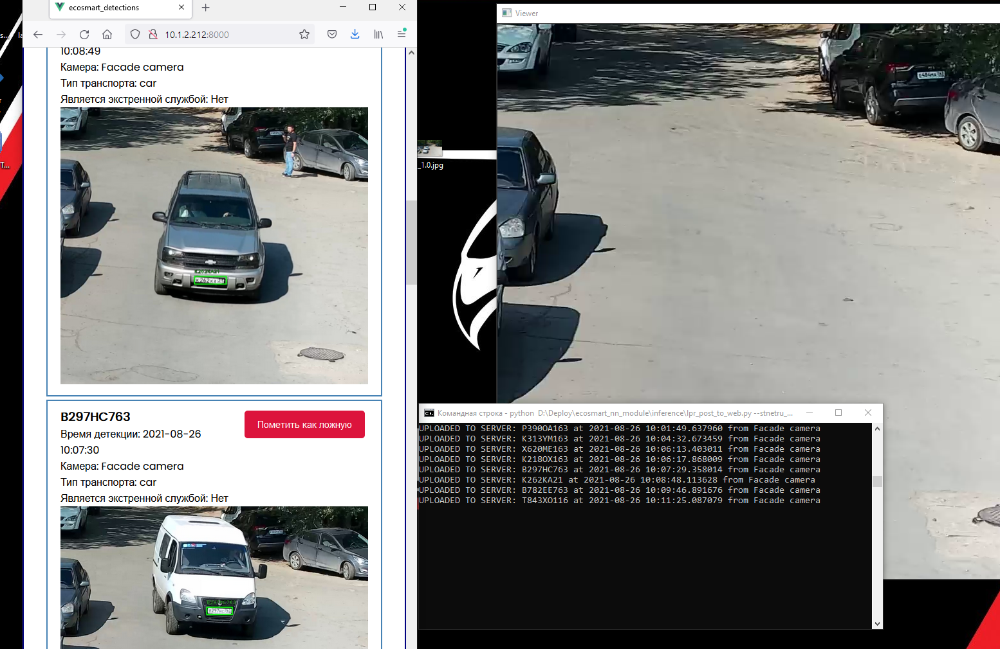 ecosmart_detections
10.1.2.212:8000
10:08:49
Камера: Facade camera
Тип транспорта: car
Является экстренной службой: Нет
К262КА21
B297HC763
Пометить как ложную
Время детекции: 2021-08-26
10:07:30
Камера: Facade camera
Тип транспорта: car
Является экстренной службой: Нет
_1.0.jpg
Viewer
Командная строка - python D:\Deploy\ecosmart_nn_module\inference\lpr_post_to_web.py --stnetru_...
UPLOADED TO SERVER: P390OA163 at 2021-08-26 10:01:49.637960 from Facade camera
UPLOADED TO SERVER: K313YM163 at 2021-08-26 10:04:32.673459 from Facade camera
UPLOADED TO SERVER: X620ME163 at 2021-08-26 10:06:13.403011 from Facade camera
UPLOADED TO SERVER: K218OX163 at 2021-08-26 10:06:17.868009 from Facade camera
UPLOADED TO SERVER: B297HC763 at 2021-08-26 10:07:29.358014 from Facade camera
UPLOADED TO SERVER: K262KA21 at 2021-08-26 10:08:48.113628 from Facade camera
UPLOADED TO SERVER: B782EE763 at 2021-08-26 10:09:46.891676 from Facade camera
UPLOADED TO SERVER: T843XO116 at 2021-08-26 10:11:25.087079 from Facade camera